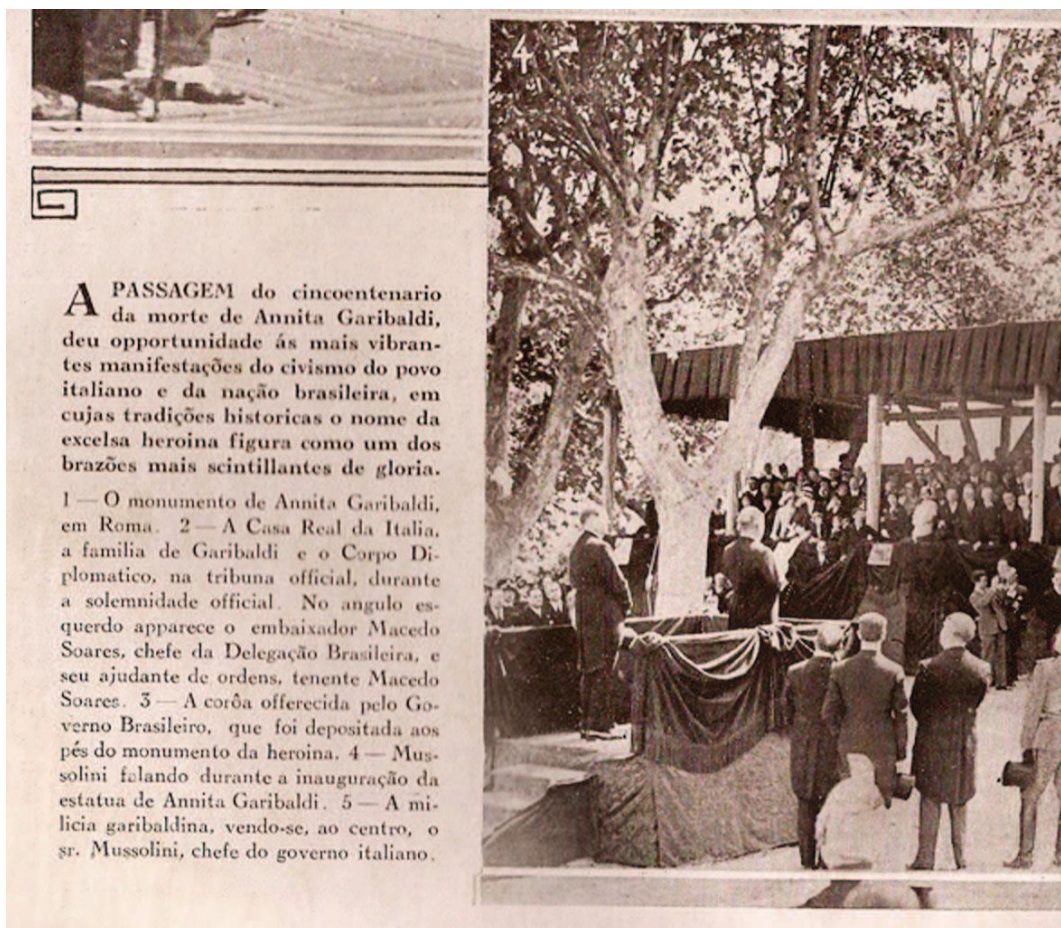 4
A PASSAGEM do cincoentenario
da morte de Annita Garibaldi,
deu opportunidade ás mais vibran-
tes manifestações do civismo do povo
italiano e da nação brasileira, em
cujas tradições historicas o nome da
excelsa heroina figura como um dos
brazões mais scintillantes de gloria.
1 — O monumento de Annita Garibaldi,
em Roma. 2 — A Casa Real da Italia,
a familia de Garibaldi e o Corpo Di-
plomatico, na tribuna official, durante
a solemnidade official. No angulo es-
querdo apparece o embaixador Macedo
Soares, chefe da Delegação Brasileira, e
seu ajudante de ordens, tenente Macedo
Soares. 3 — A corôa offerecida pelo Go-
verno Brasileiro, que foi depositada aos
pés do monumento da heroina. 4 — Mus-
solini falando durante a inauguração da
estatua de Annita Garibaldi. 5 — A mi-
licia garibaldina, vendo-se, ao centro, o
sr. Mussolini, chefe do governo italiano.